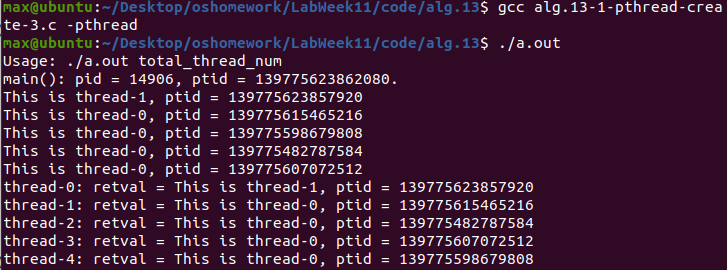 max@ubuntu:~/Desktop/oshomework/LabWeek11/code/alg.13$ gcc alg.13-1-pthread-crea
te-3.c -pthread
max@ubuntu:~/Desktop/oshomework/LabWeek11/code/alg.13$ ./a.out
Usage: ./a.out total_thread_num
main(): pid = 14906, ptid = 139775623862080.
This is thread-1, ptid = 139775623857920
This is thread-0, ptid = 139775615465216
This is thread-0, ptid = 139775598679808
This is thread-0, ptid = 139775482787584
This is thread-0, ptid = 139775607072512
thread-0: retval = This is thread-1, ptid = 139775623857920
thread-1: retval = This is thread-0, ptid = 139775615465216
thread-2: retval = This is thread-0, ptid = 139775482787584
thread-3: retval = This is thread-0, ptid = 139775607072512
thread-4: retval = This is thread-0, ptid = 139775598679808